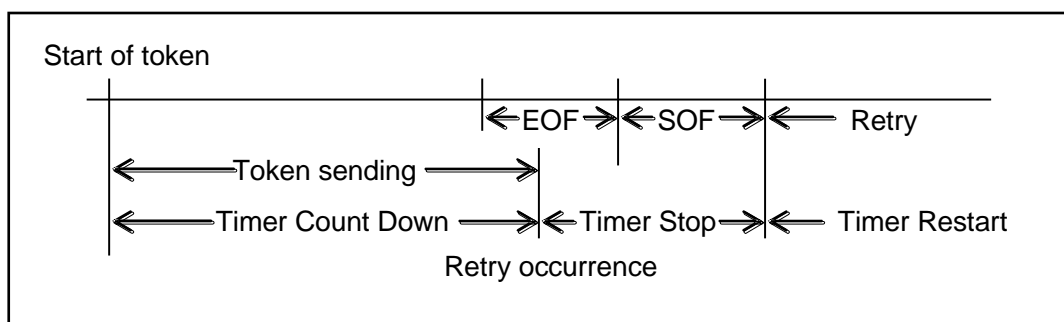 Start of token
EOF SOF Retry
Token sending
Timer Count Down Timer Stop Timer Restart
Retry occurrence